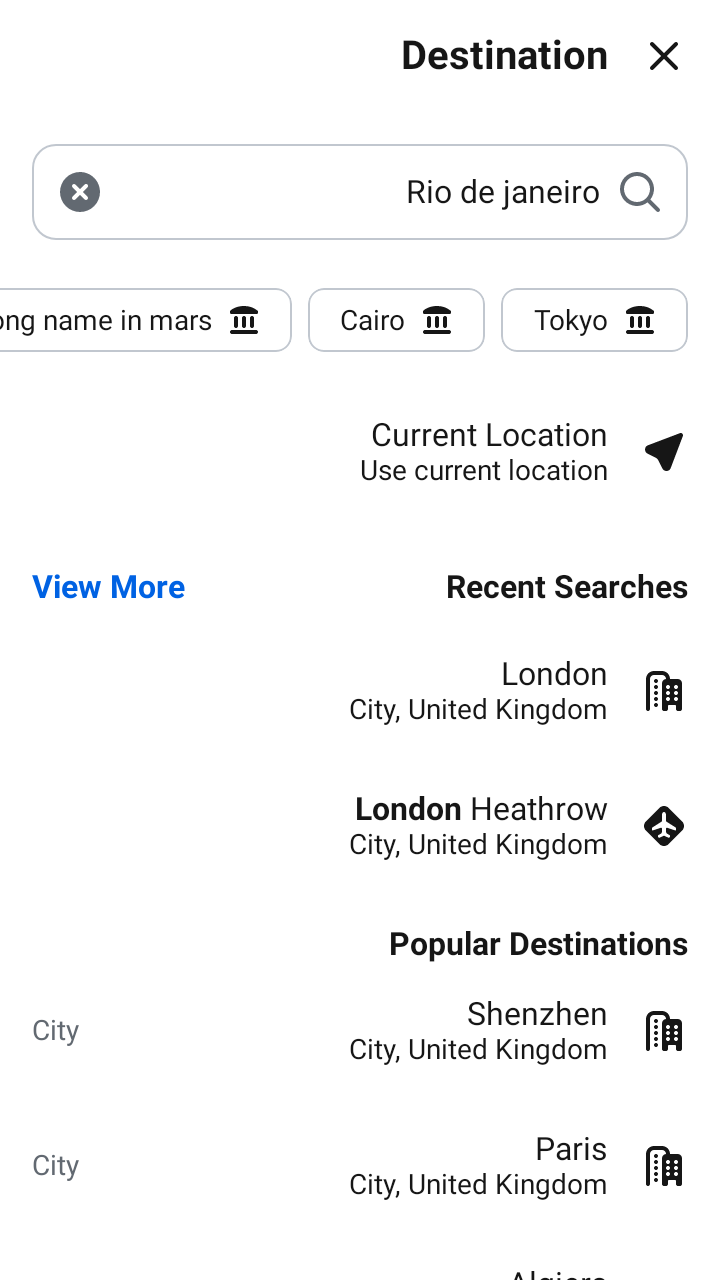 Destination
Rio de janeiro
Tokyo
Cairo
name in mars
Current Location
Use current location
Recent Searches
View More
London
City, United Kingdom
London Heathrow
City, United Kingdom
Popular Destinations
Shenzhen
City, United Kingdom
City
Paris
City, United Kingdom
City